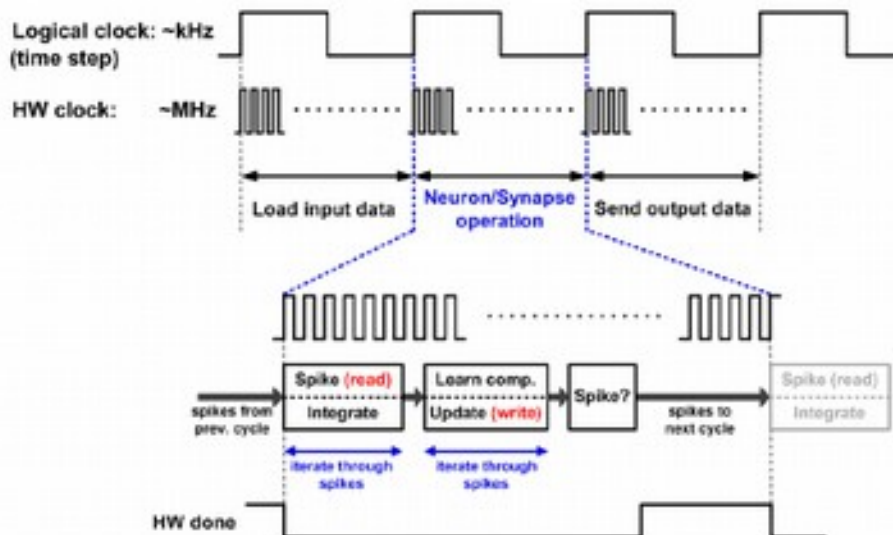 Logical clock: ~kHz
(time step)
HW clock: ~MHz
Load input data
Neuron/Synapse
operation
Send output data
Spike (read)
Integrate
Learn comp.
Update (write)
Spike?
Spike (read)
Integrate
spikes from
prev. cycle
spikes to
next cycle
iterate through
spikes
iterate through
spikes
HW done